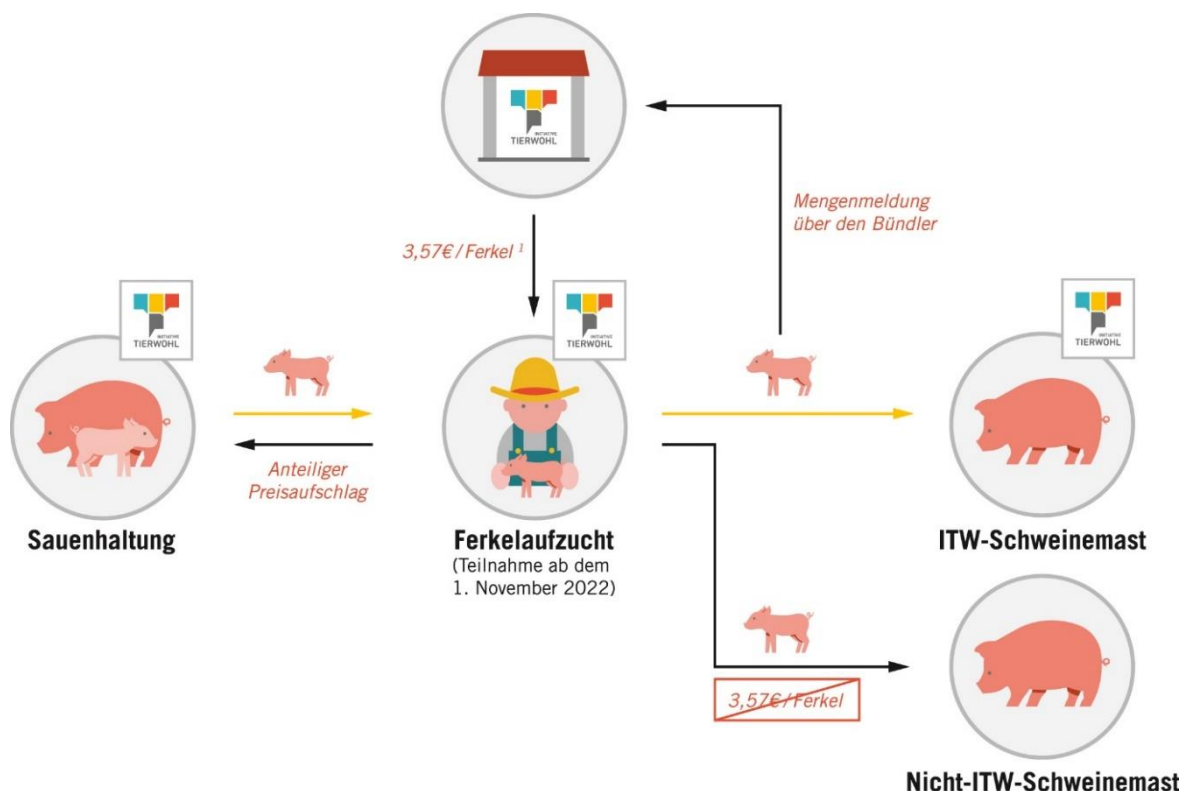 INITIATIVE
TIERWOHL
Mengenmeldung
über den Bündler
3,57€/Ferkel 1
INITIATIVE
TIERWOHL
INITIATIVE
TIERWOHL
INITIATIVE
TIERWOHL
Anteiliger
Preisaufschlag
Sauenhaltung
Ferkelaufzucht
(Teilnahme ab dem
1. November 2022)
ITW-Schweinemast
3,57€/Ferkel
Nicht-ITW-Schweinemast